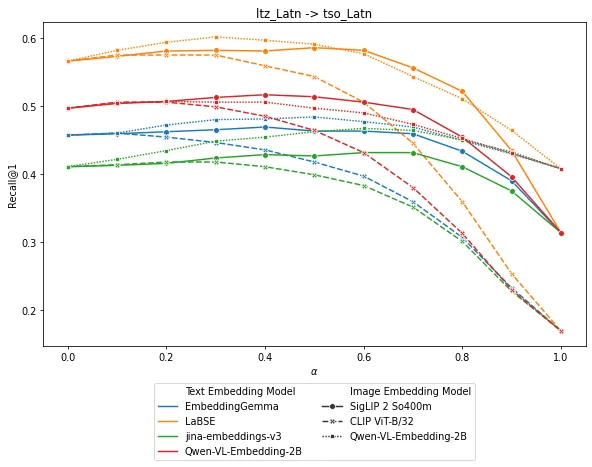 ltz_Latn -> tso_Latn
Recall@1
0.6
0.5
0.4
0.3
0.2
0.0 0.2 0.4 0.6 0.8 1.0
α
Text Embedding Model Image Embedding Model
EmbeddingGemma SigLIP 2 So400m
LaBSE CLIP ViT-B/32
jina-embeddings-v3 Qwen-VL-Embedding-2B
Qwen-VL-Embedding-2B